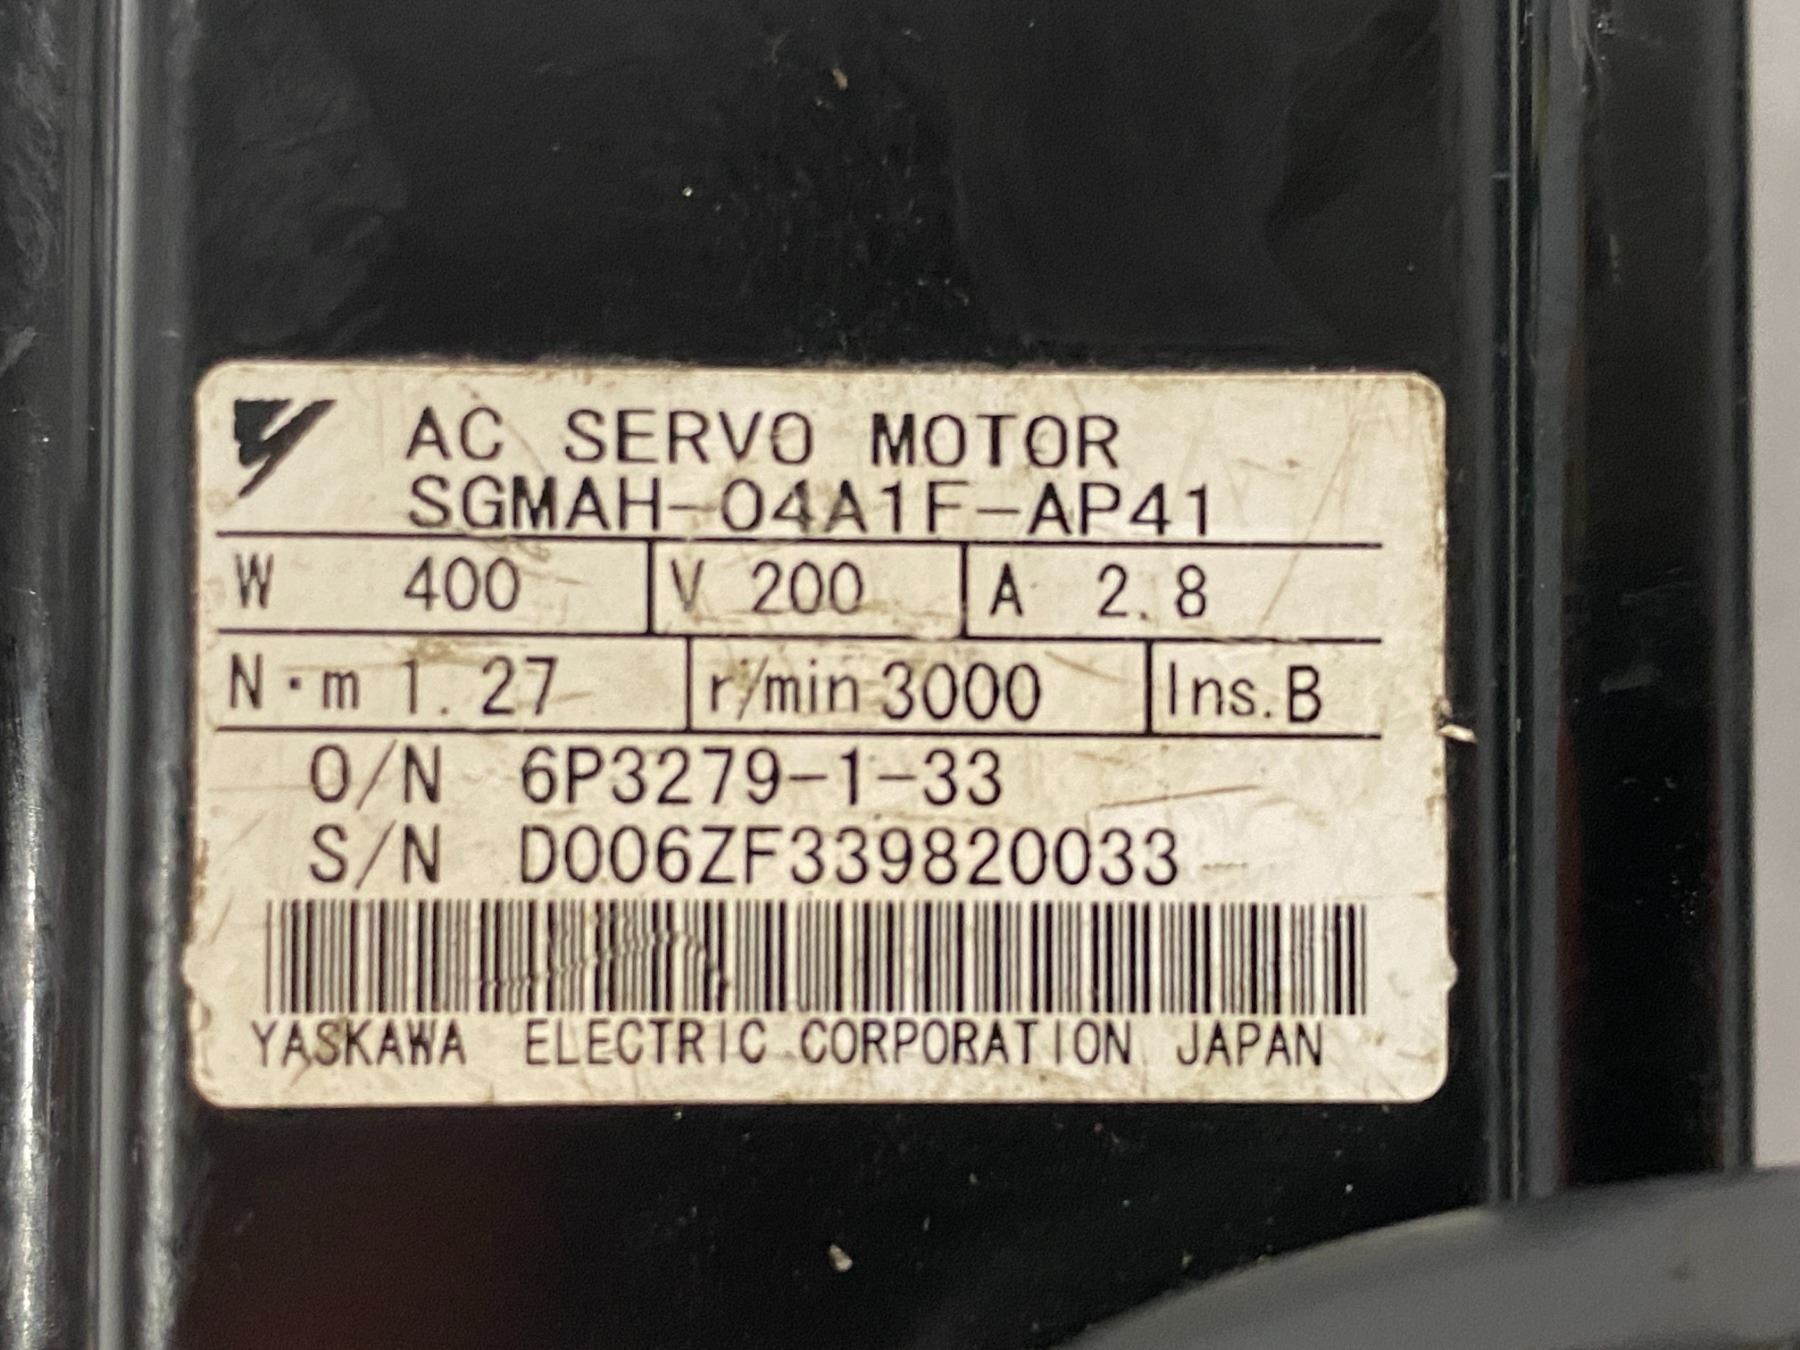 AC SERVO MOTOR
SGMAH-04A1F-AP41
W 400 V 200 A 2.8
N·m 1.27 r/min 3000 Ins.B
O/N 6P3279-1-33
S/N D006ZF339820033
YASKAWA ELECTRIC CORPORATION JAPAN